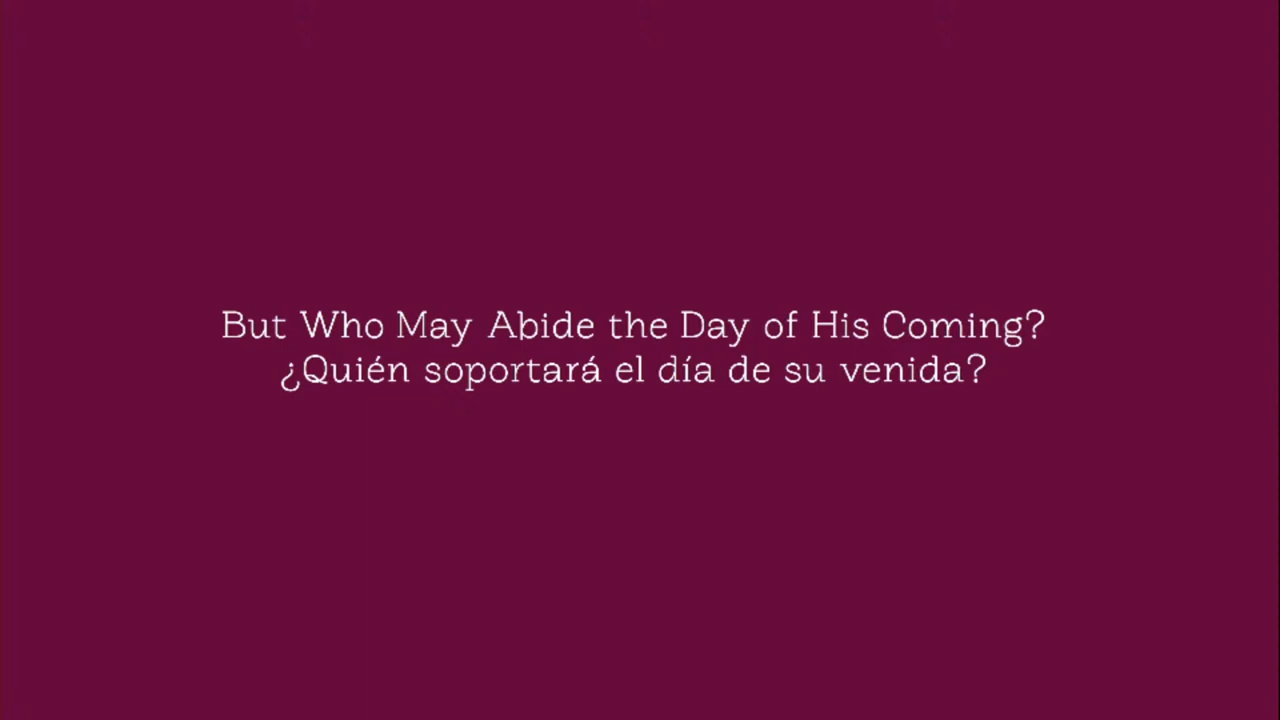 But Who May Abide the Day of His Coming?
¿Quién soportará el día de su venida?